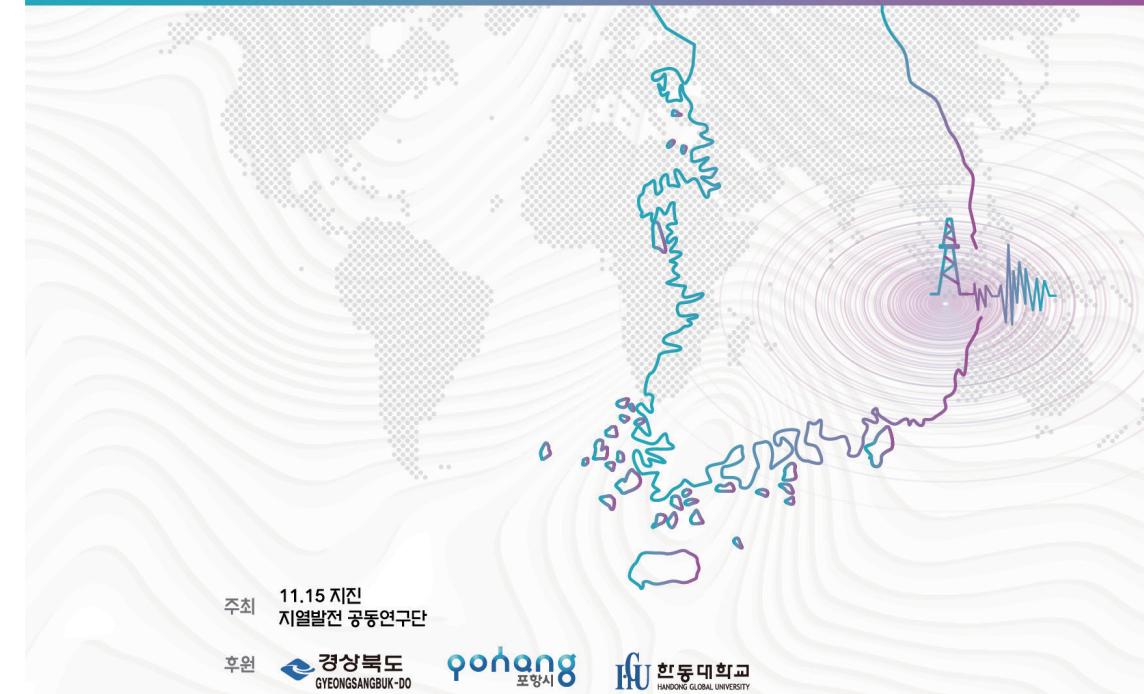 주최
11.15 지진
지열발전 공동연구단
후원
경상북도
GYEONGSANGBUK-DO
pohang
포항시
HGU 한동대학교
HANDONG GLOBAL UNIVERSITY